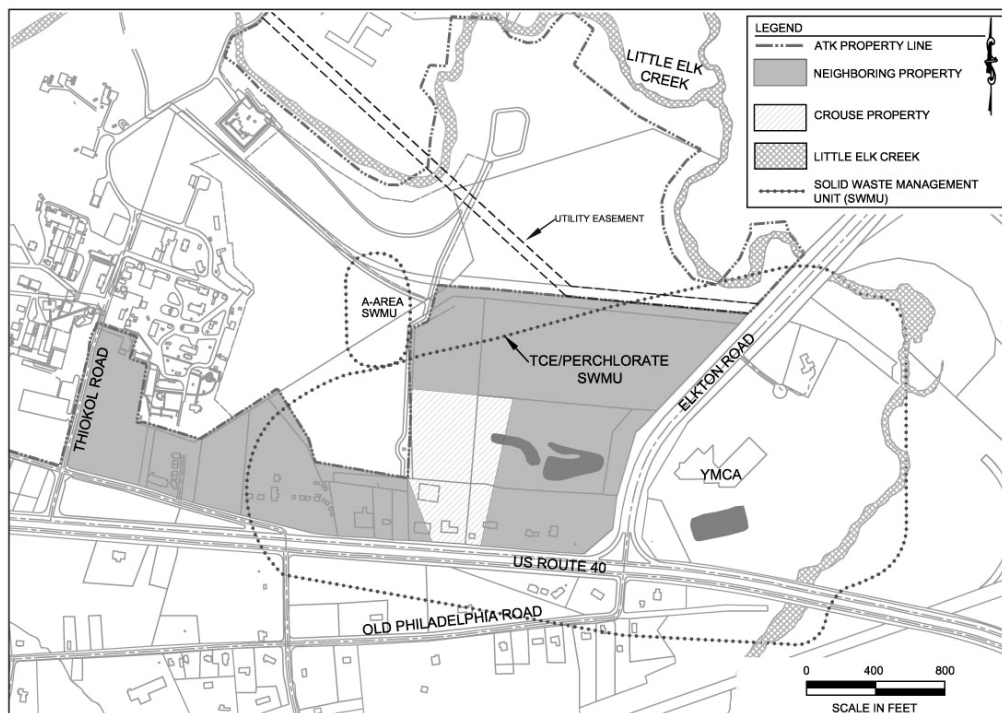 LEGEND
ATK PROPERTY LINE
NEIGHBORING PROPERTY
CROUSE PROPERTY
LITTLE ELK CREEK
SOLID WASTE MANAGEMENT
UNIT (SWMU)
LITTLE ELK
CREEK
UTILITY EASEMENT
A-AREA
SWMU
TCE/PERCHLORATE
SWMU
ELKTON ROAD
THIOKOL ROAD
YMCA
US ROUTE 40
OLD PHILADELPHIA ROAD
0 400 800
SCALE IN FEET